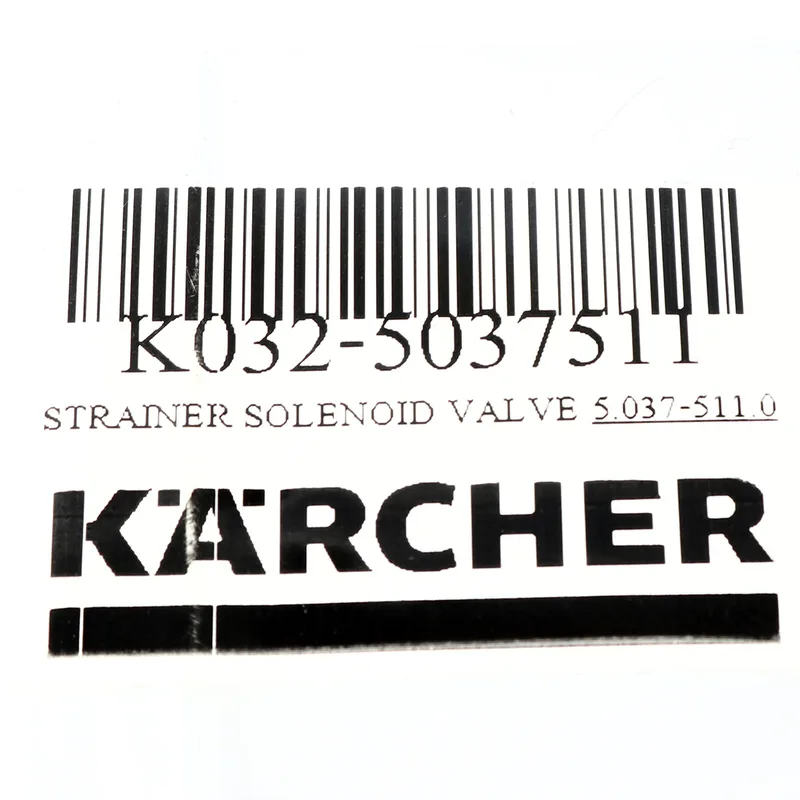 K032-5037511
STRAINER SOLENOID VALVE 5.037-511.0
KÄRCHER